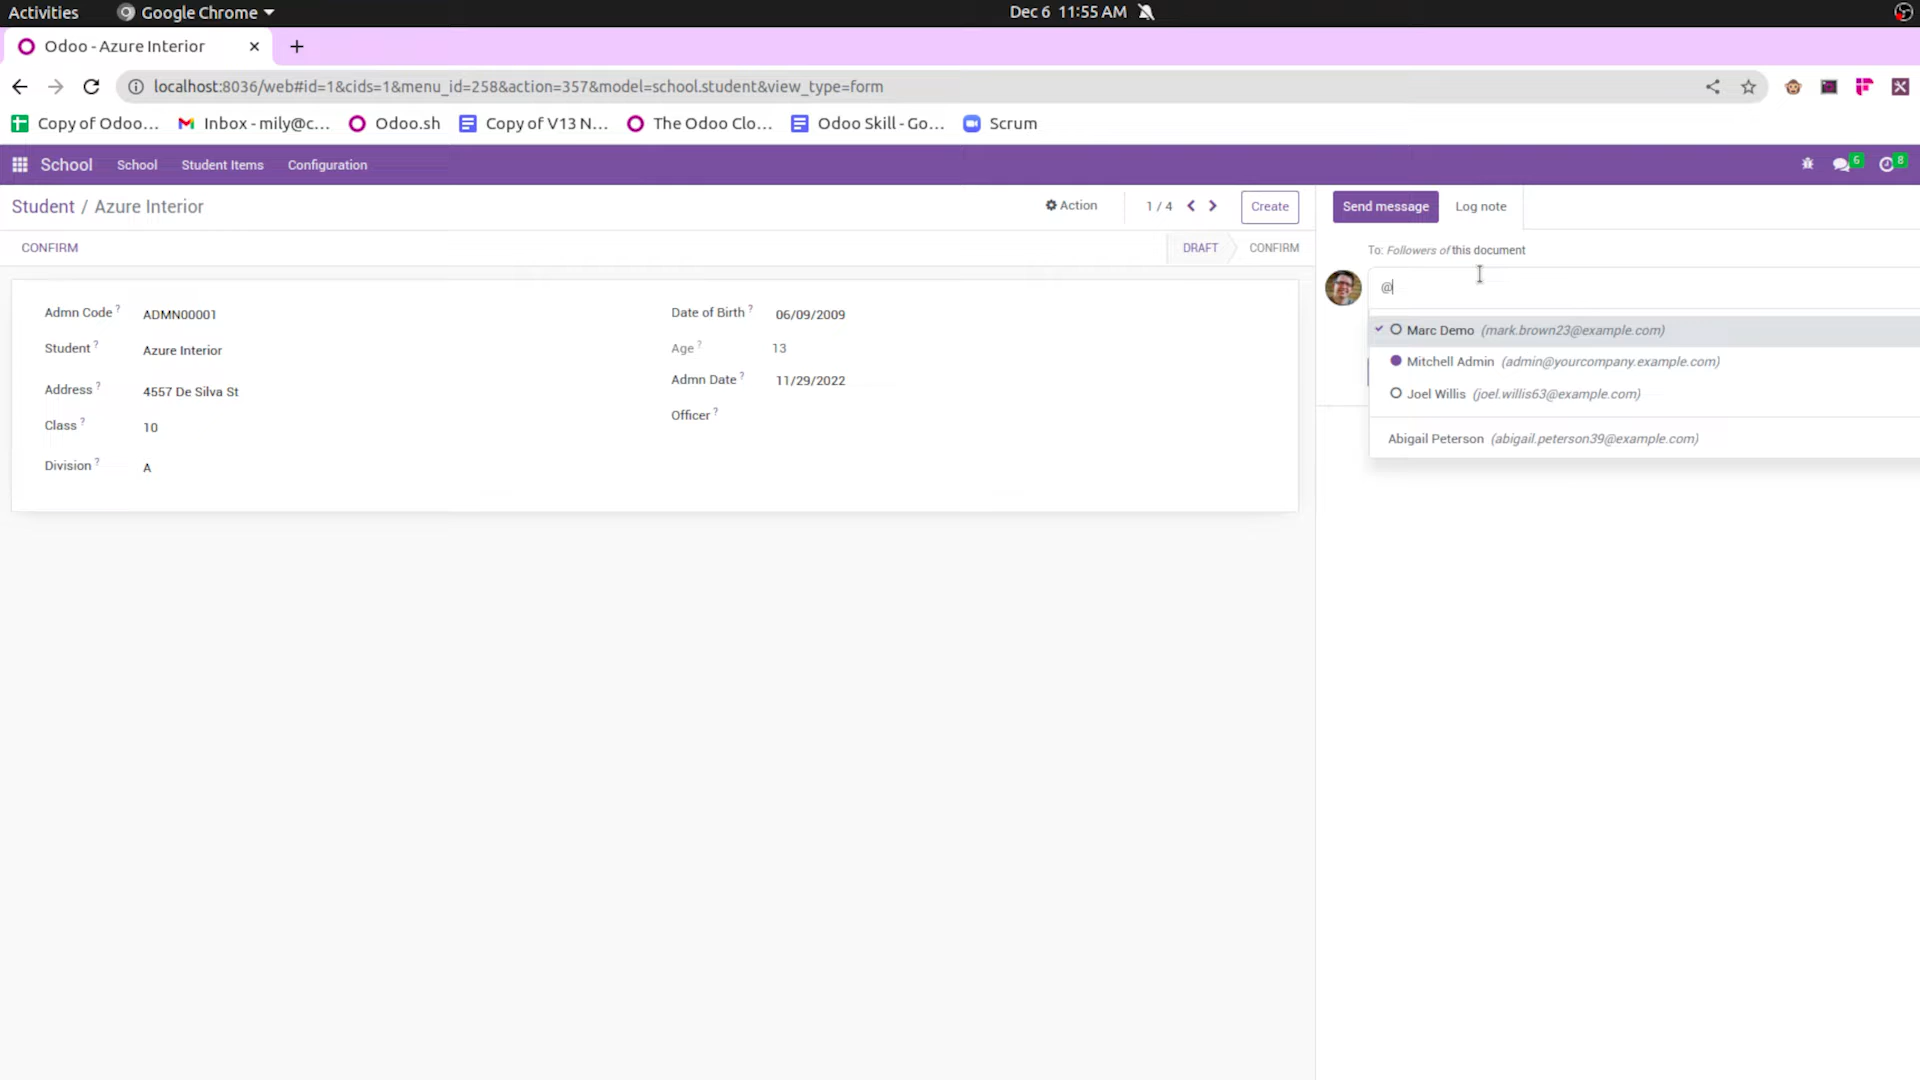 Activities Google Chrome Dec 6 11:55 AM
Odoo - Azure Interior
localhost:8036/web#id=1&cids=1&menu_id=258&action=357&model=school.student&view_type=form
Copy of Odoo... Inbox - mily@c... Odoo.sh Copy of V13 N... The Odoo Clo... Odoo Skill - Go... Scrum
School School Student Items Configuration 6 8
Student / Azure Interior Action 1 / 4 Create
CONFIRM DRAFT CONFIRM
Admn Code ? ADMN00001
Student ? Azure Interior
Address ? 4557 De Silva St
Class ? 10
Division ? A
Date of Birth ? 06/09/2009
Age ? 13
Admn Date ? 11/29/2022
Officer ?
Send message Log note
To: Followers of this document
@
Marc Demo (mark.brown23@example.com)
Mitchell Admin (admin@yourcompany.example.com)
Joel Willis (joel.willis63@example.com)
Abigail Peterson (abigail.peterson39@example.com)